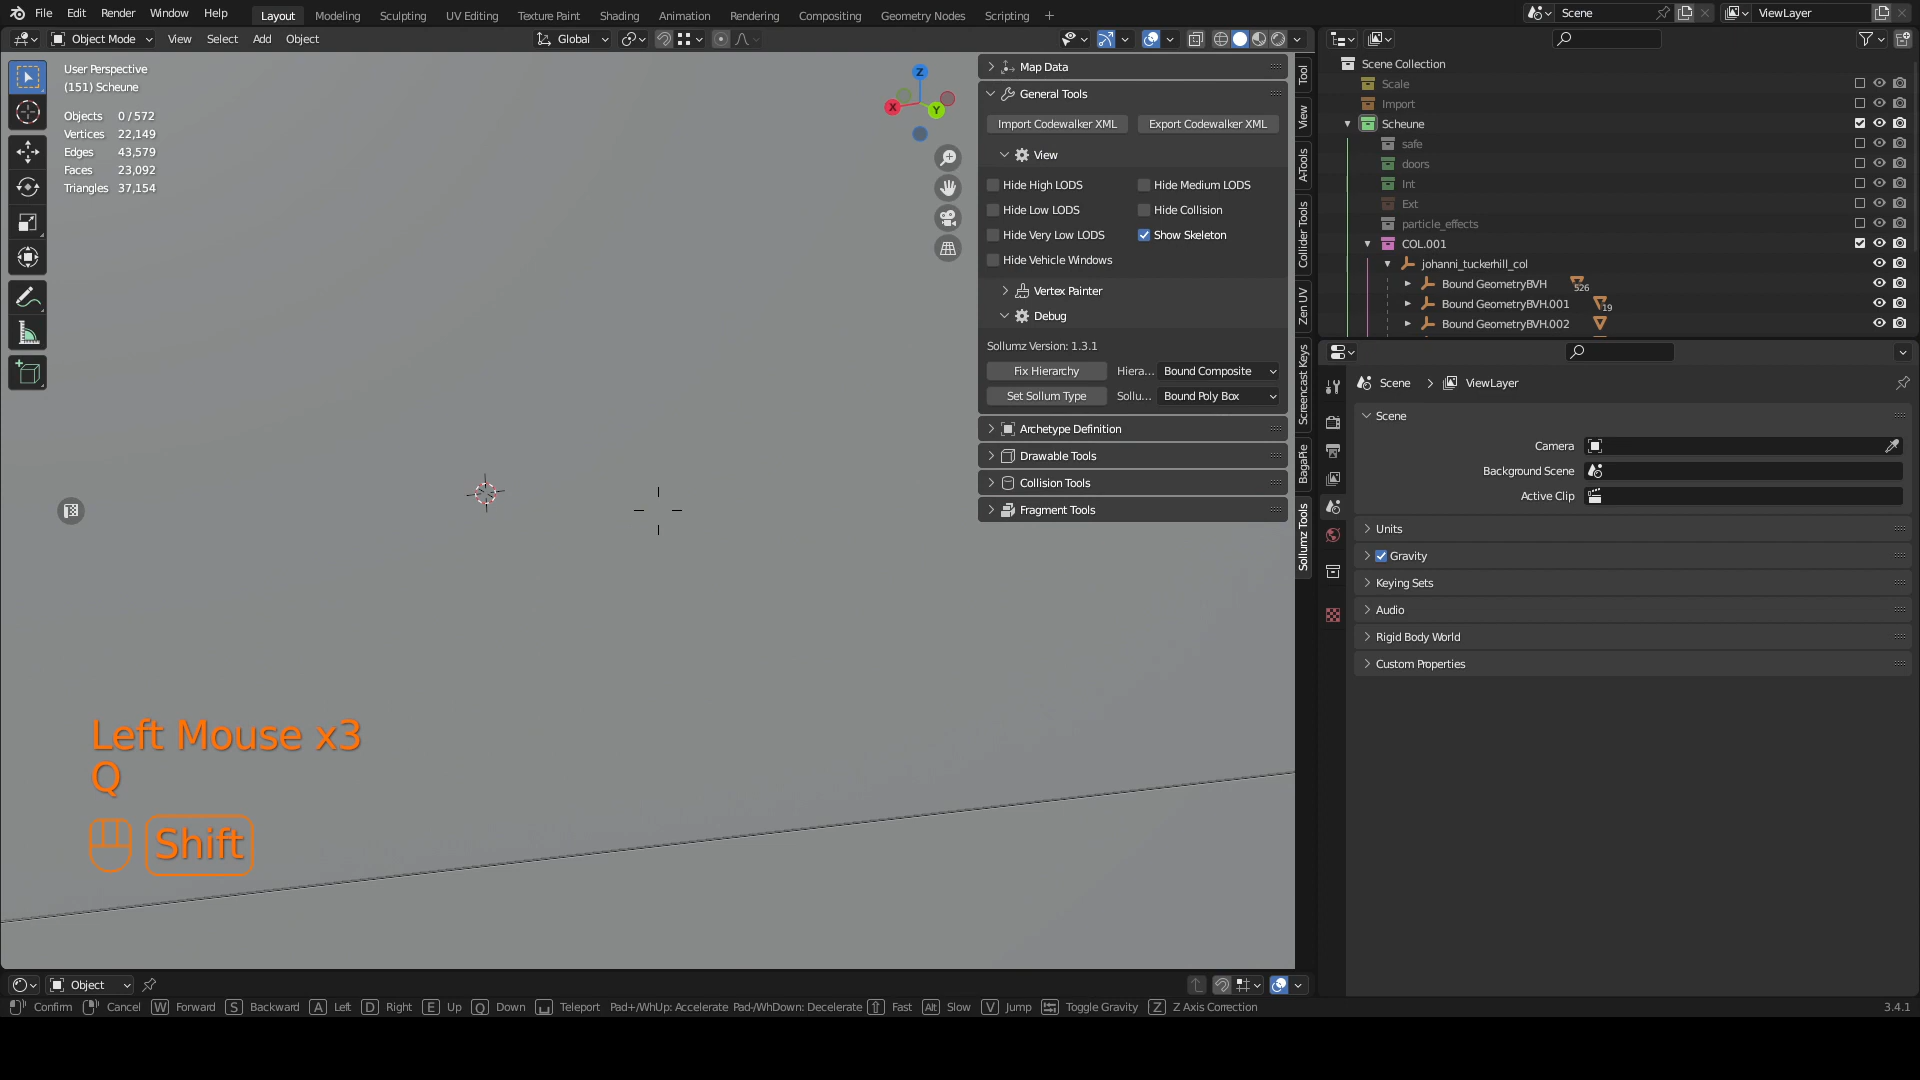 File Edit Render Window Help Layout Modeling Sculpting UV Editing Texture Paint Shading Animation Rendering Compositing Geometry Nodes Scripting + Scene ViewLayer
Object Mode View Select Add Object Global
User Perspective
(151) Scheune
Objects 0 / 572
Vertices 22,149
Edges 43,579
Faces 23,092
Triangles 37,154
Z
X
Y
Map Data
General Tools
Import Codewalker XML Export Codewalker XML
View
Hide High LODS Hide Medium LODS
Hide Low LODS Hide Collision
Hide Very Low LODS Show Skeleton
Hide Vehicle Windows
Vertex Painter
Debug
Sollumz Version: 1.3.1
Fix Hierarchy Hiera... Bound Composite
Set Sollum Type Sollu... Bound Poly Box
Archetype Definition
Drawable Tools
Collision Tools
Fragment Tools
Tool
View
A-Tools
Collider Tools
Zen UV
Screencast Keys
BagaPie
Sollumz Tools
Scene Collection
Scale
Import
Scheune
safe
doors
Int
Ext
particle_effects
COL.001
johanni_tuckerhill_col
Bound GeometryBVH 526
Bound GeometryBVH.001 19
Bound GeometryBVH.002
Scene ViewLayer
Scene
Camera
Background Scene
Active Clip
Units
Gravity
Keying Sets
Audio
Rigid Body World
Custom Properties
Left Mouse x3
Q
Shift
Object
Confirm Cancel W Forward S Backward A Left D Right E Up Q Down Teleport Pad+/WhUp: Accelerate Pad-/WhDown: Decelerate Fast Alt Slow V Jump Toggle Gravity Z Z Axis Correction 3.4.1